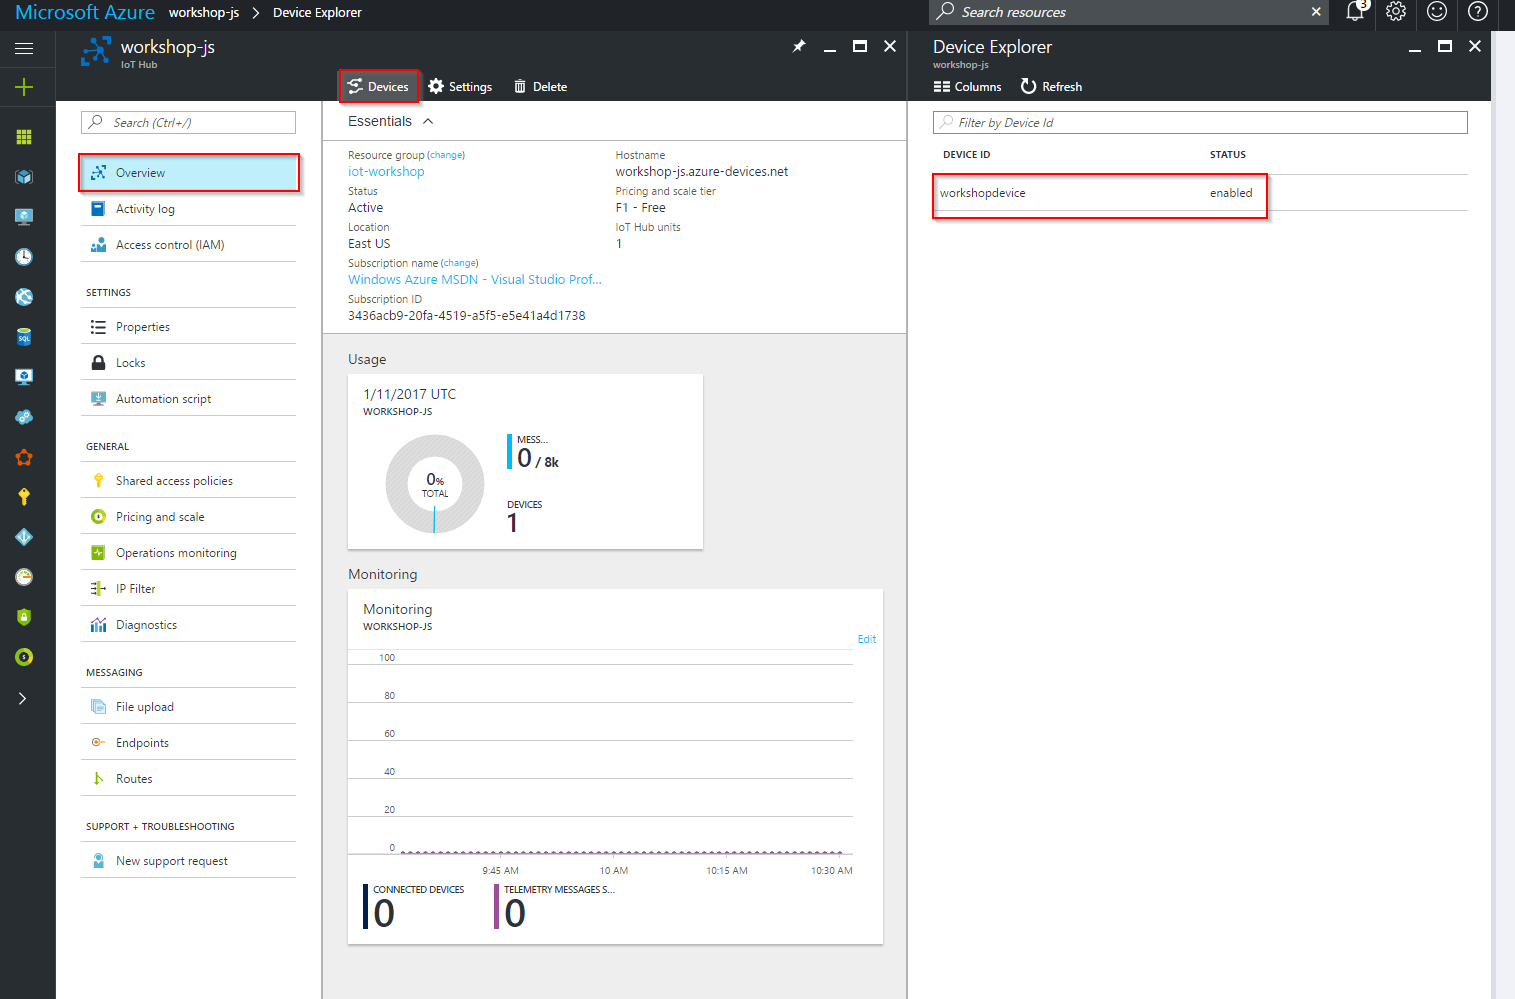 Microsoft Azure workshop-js > Device Explorer
Search resources
3
workshop-js
IoT Hub
Devices
Settings
Delete
Search (Ctrl+/)
Overview
Activity log
Access control (IAM)
SETTINGS
Properties
Locks
Automation script
GENERAL
Shared access policies
Pricing and scale
Operations monitoring
IP Filter
Diagnostics
MESSAGING
File upload
Endpoints
Routes
SUPPORT + TROUBLESHOOTING
New support request
Essentials
Resource group (change)
iot-workshop
Status
Active
Location
East US
Subscription name (change)
Windows Azure MSDN - Visual Studio Prof...
Subscription ID
3436acb9-20fa-4519-a5f5-e5e41a4d1738
Hostname
workshop-js.azure-devices.net
Pricing and scale tier
F1 - Free
IoT Hub units
1
Usage
1/11/2017 UTC
WORKSHOP-JS
0%
TOTAL
MESS...
0 / 8k
DEVICES
1
Monitoring
Monitoring
WORKSHOP-JS
Edit
100
80
60
40
20
0
9:45 AM 10 AM 10:15 AM 10:30 AM
CONNECTED DEVICES
0
TELEMETRY MESSAGES S...
0
Device Explorer
workshop-js
Columns
Refresh
Filter by Device Id
DEVICE ID STATUS
workshopdevice enabled